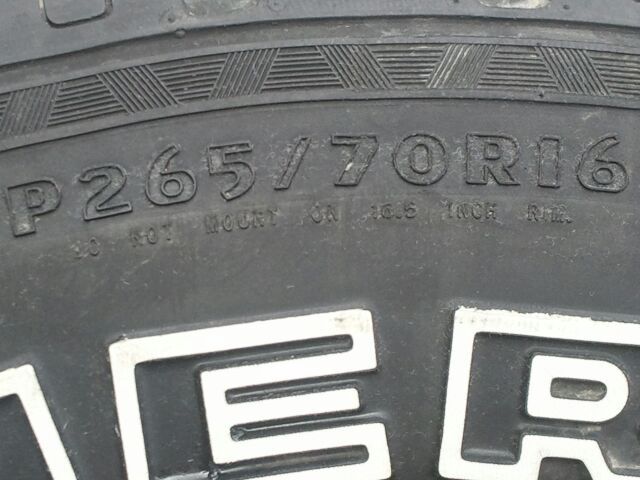 P265/70R16
DO NOT MOUNT ON 16.5 INCH RIM.
ER